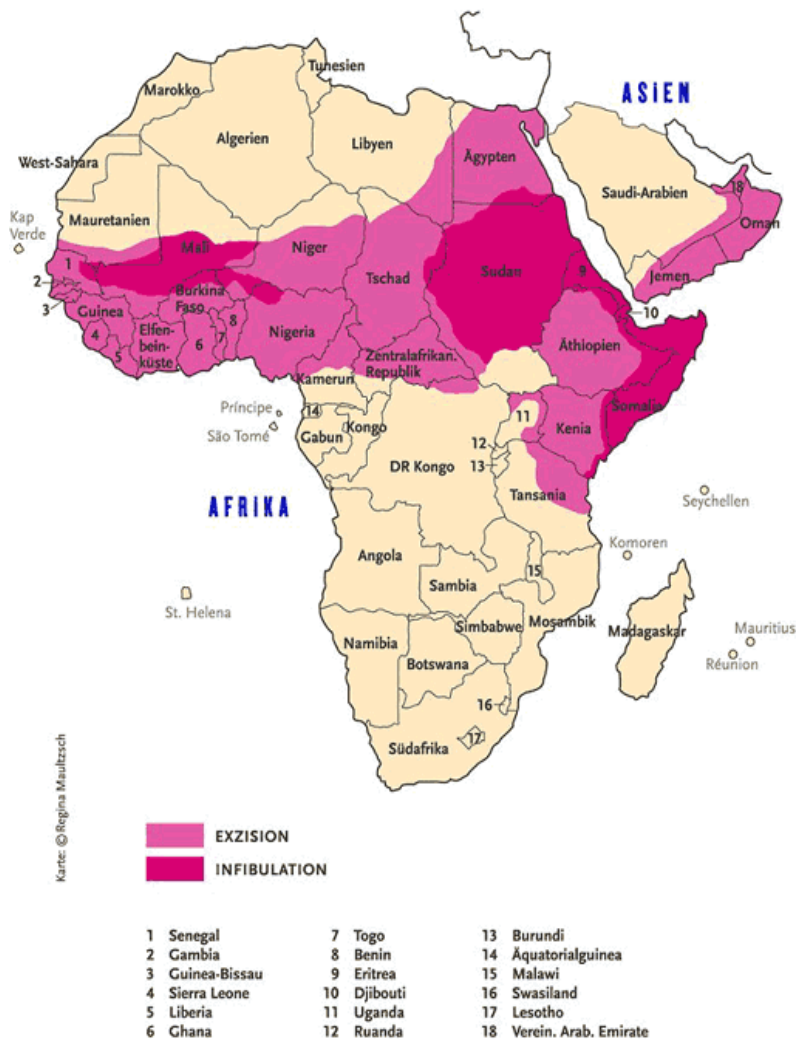 Tunesien
Marokko
ASiEN
Algerien
Libyen
Ägypten
West-Sahara
Saudi-Arabien
18
Mauretanien
Kap
Verde
Oman
Mali
Niger
1
Tschad
Sudan
9
Jemen
2
3
Burkina
Faso
Guinea
10
4
5
Elfen-
bein-
küste
6
7
8
Nigeria
Äthiopien
Zentralafrikan.
Republik
Kamerun
Somalia
Príncipe
14
11
Kenia
São Tomé
Gabun
Kongo
12
13
DR Kongo
Tansania
Seychellen
AFRiKA
Komoren
Angola
15
Sambia
St. Helena
Mosambik
Simbabwe
Madagaskar
Mauritius
Réunion
Namibia
Botswana
16
17
Südafrika
Karte: © Regina Maultzsch
EXZISION
INFIBULATION
1 Senegal
2 Gambia
3 Guinea-Bissau
4 Sierra Leone
5 Liberia
6 Ghana
7 Togo
8 Benin
9 Eritrea
10 Djibouti
11 Uganda
12 Ruanda
13 Burundi
14 Äquatorialguinea
15 Malawi
16 Swasiland
17 Lesotho
18 Verein. Arab. Emirate